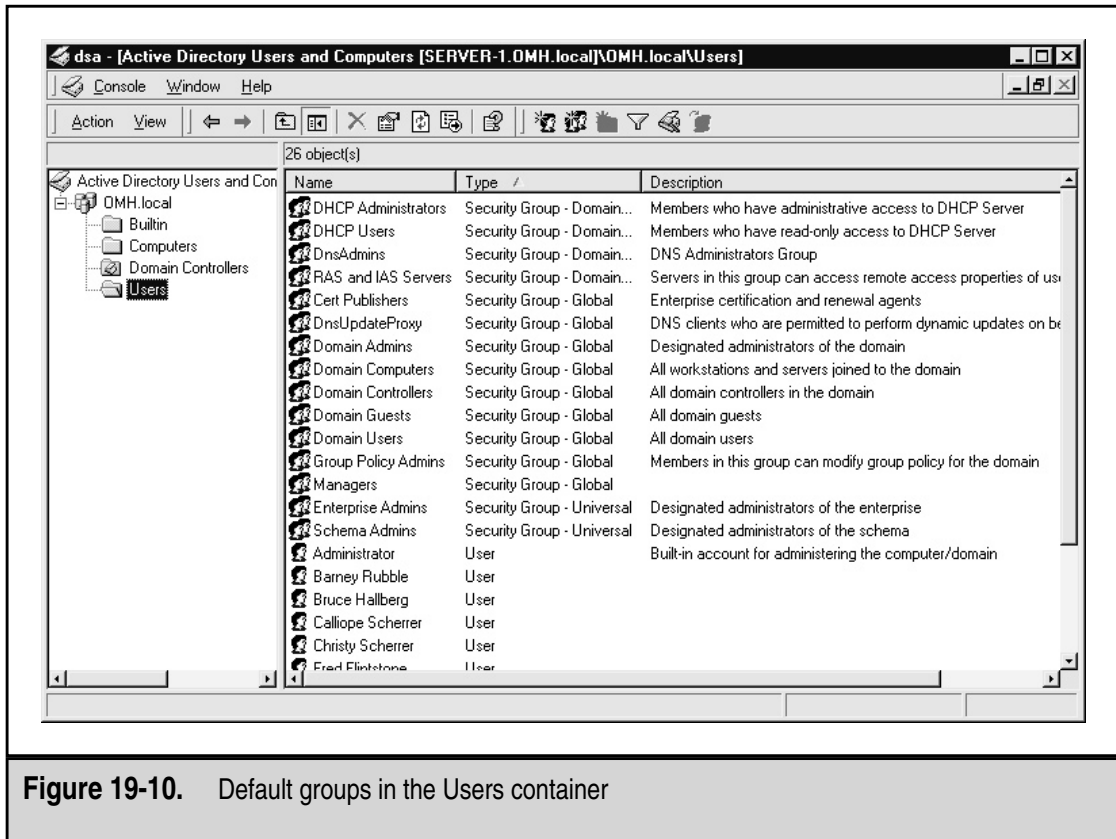 dsa - [Active Directory Users and Computers [SERVER-1.OMH.local]\OMH.local\Users]
Console Window Help
Action View
26 object(s)
Active Directory Users and Con
OMH.local
Builtin
Computers
Domain Controllers
Users
Name Type Description
DHCP Administrators Security Group - Domain... Members who have administrative access to DHCP Server
DHCP Users Security Group - Domain... Members who have read-only access to DHCP Server
DnsAdmins Security Group - Domain... DNS Administrators Group
RAS and IAS Servers Security Group - Domain... Servers in this group can access remote access properties of us
Cert Publishers Security Group - Global Enterprise certification and renewal agents
DnsUpdateProxy Security Group - Global DNS clients who are permitted to perform dynamic updates on be
Domain Admins Security Group - Global Designated administrators of the domain
Domain Computers Security Group - Global All workstations and servers joined to the domain
Domain Controllers Security Group - Global All domain controllers in the domain
Domain Guests Security Group - Global All domain guests
Domain Users Security Group - Global All domain users
Group Policy Admins Security Group - Global Members in this group can modify group policy for the domain
Managers Security Group - Global
Enterprise Admins Security Group - Universal Designated administrators of the enterprise
Schema Admins Security Group - Universal Designated administrators of the schema
Administrator User Built-in account for administering the computer/domain
Barney Rubble User
Bruce Hallberg User
Calliope Scherrer User
Christy Scherrer User
Fred Flintstone User
Figure 19-10. Default groups in the Users container